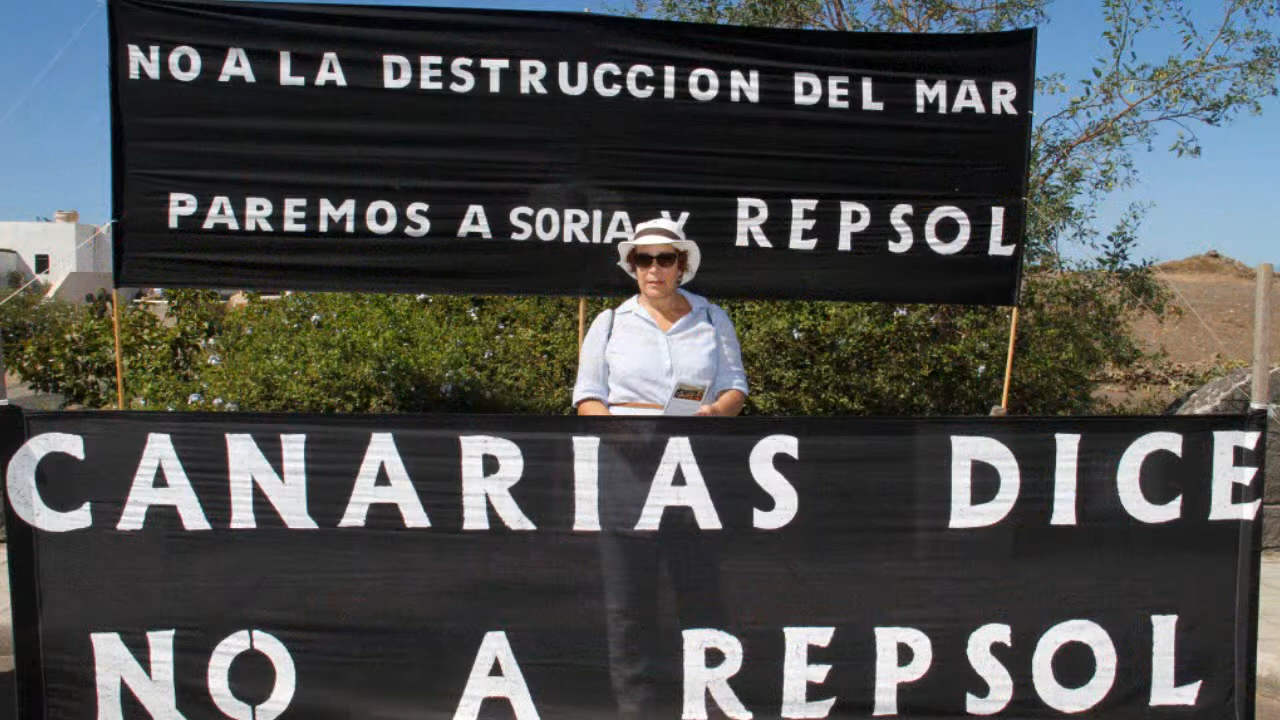 NO A LA DESTRUCCION DEL MAR
PAREMOS A SORIA Y REPSOL
CANARIAS DICE
NO A REPSOL